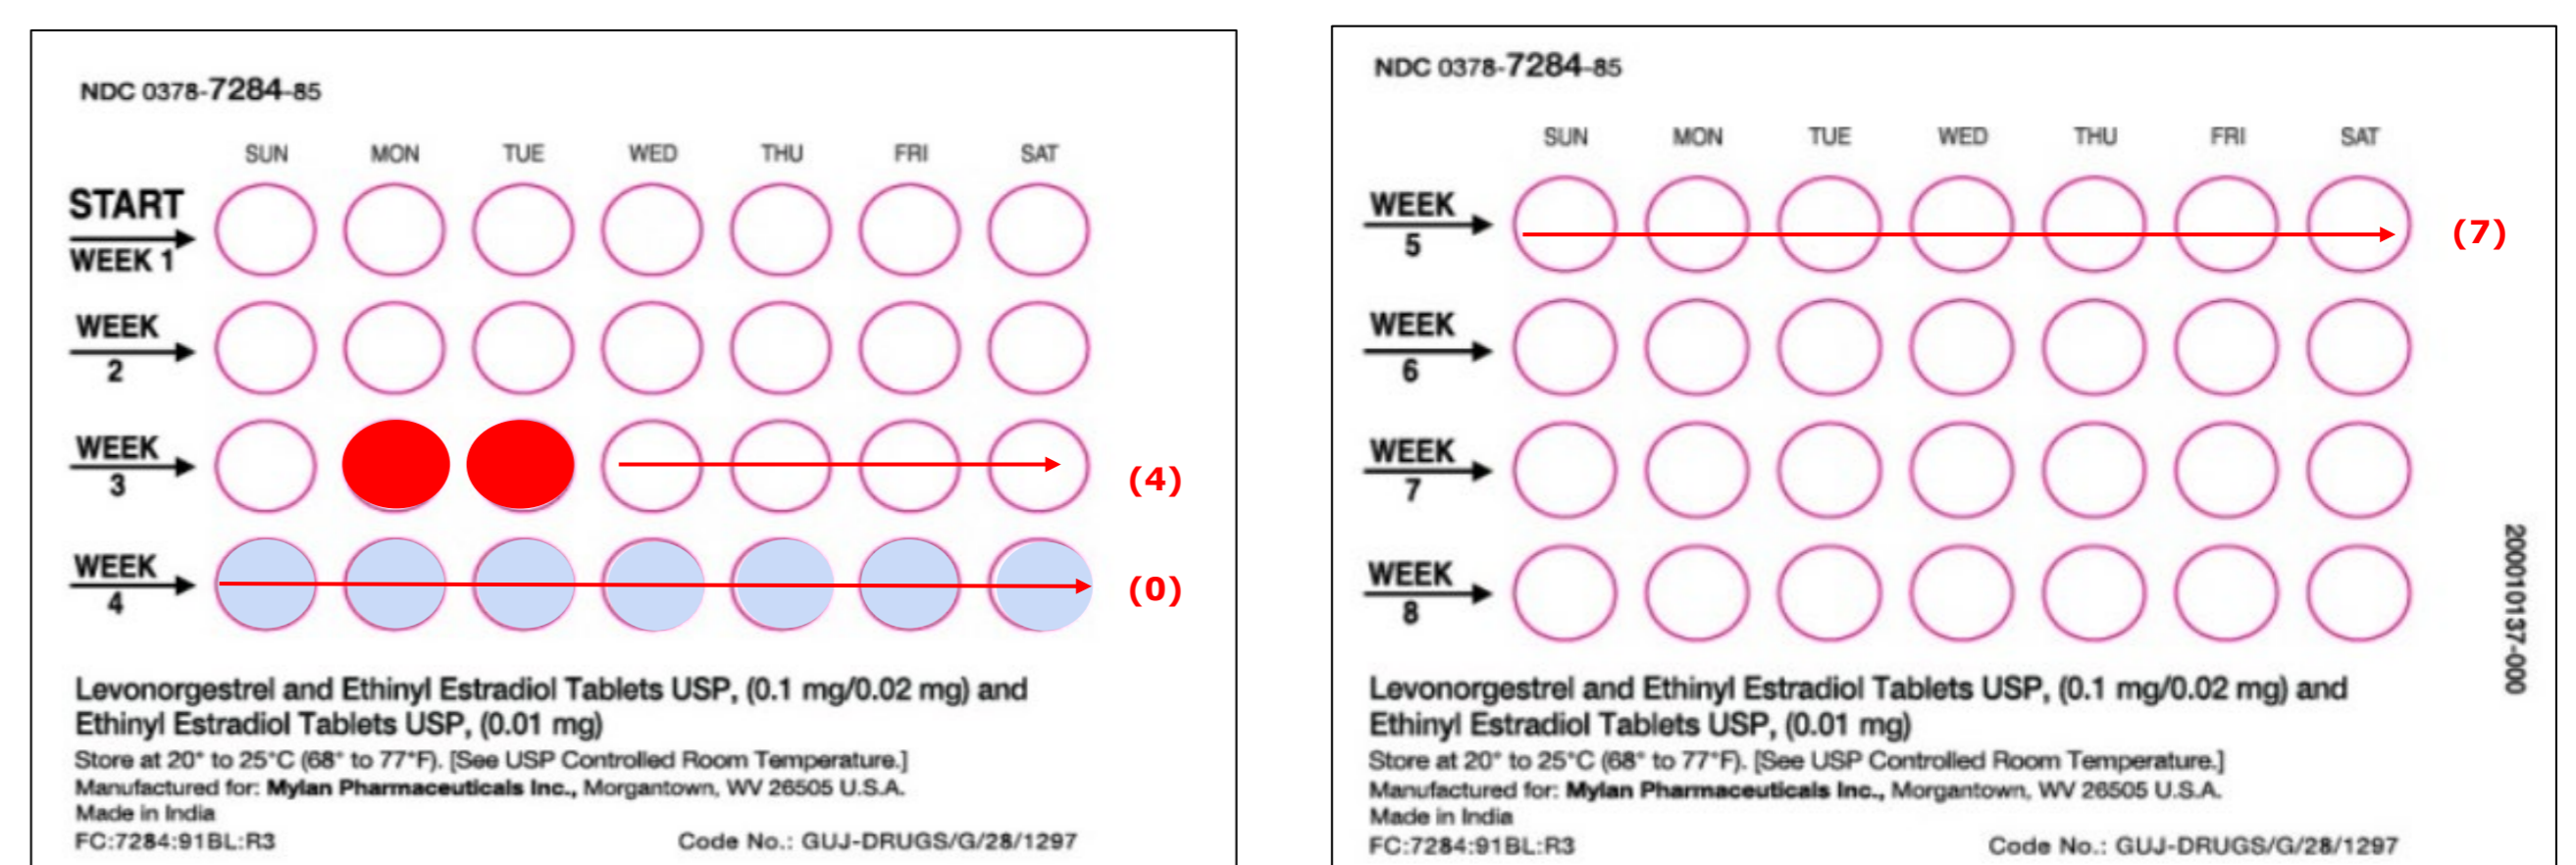 NDC 0378-7284-85
SUN MON TUE WED THU FRI SAT
START
WEEK 1
WEEK
2
WEEK
3
(4)
WEEK
4
(0)
Levonorgestrel and Ethinyl Estradiol Tablets USP, (0.1 mg/0.02 mg) and
Ethinyl Estradiol Tablets USP, (0.01 mg)
Store at 20° to 25°C (68° to 77°F). [See USP Controlled Room Temperature.]
Manufactured for: Mylan Pharmaceuticals Inc., Morgantown, WV 26505 U.S.A.
Made in India
FC:7284:91BL:R3 Code No.: GUJ-DRUGS/G/28/1297
NDC 0378-7284-85
SUN MON TUE WED THU FRI SAT
WEEK
5
(7)
WEEK
6
WEEK
7
WEEK
8
20010137-000
Levonorgestrel and Ethinyl Estradiol Tablets USP, (0.1 mg/0.02 mg) and
Ethinyl Estradiol Tablets USP, (0.01 mg)
Store at 20° to 25°C (68° to 77°F). [See USP Controlled Room Temperature.]
Manufactured for: Mylan Pharmaceuticals Inc., Morgantown, WV 26505 U.S.A.
Made in India
FC:7284:91BL:R3 Code No.: GUJ-DRUGS/G/28/1297